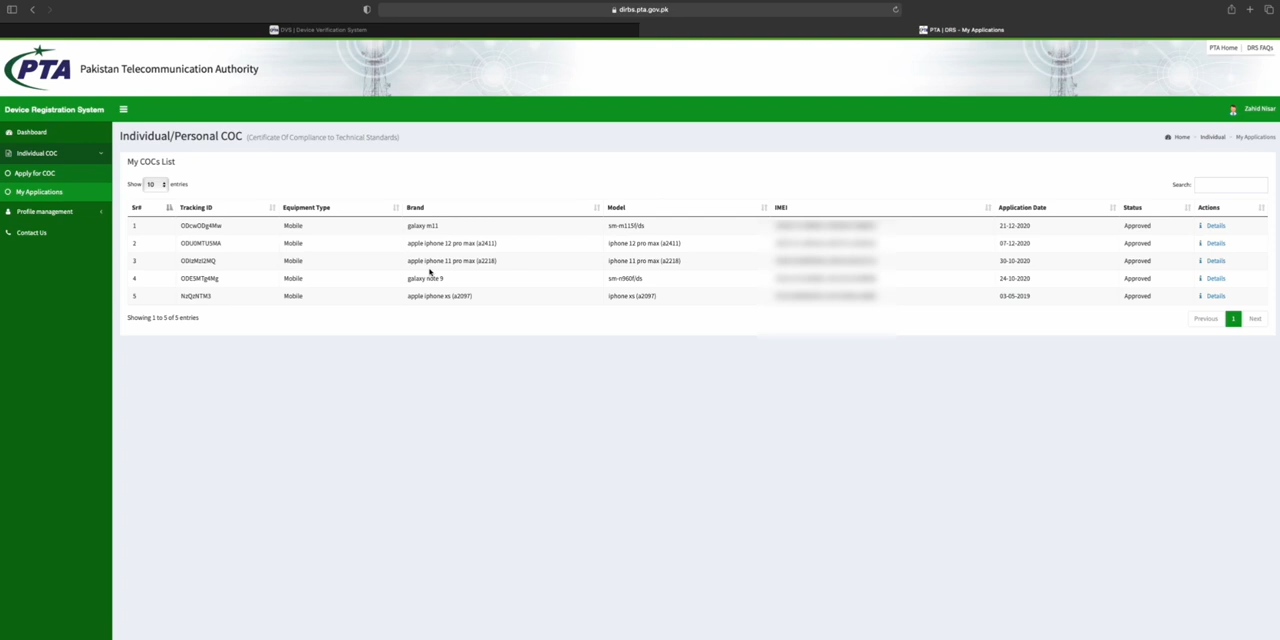 dirbs.pta.gov.pk
DVS | Device Verification System
PTA | DRS - My Applications
PTA Home | DRS FAQs
PTA Pakistan Telecommunication Authority
Device Registration System
Zahid Nisar
Dashboard
Individual COC
Apply for COC
My Applications
Profile management
Contact Us
Individual/Personal COC (Certificate Of Compliance to Technical Standards)
Home - Individual - My Applications
My COCs List
Show 10 entries
Search:
Sr# Tracking ID Equipment Type Brand Model IMEI Application Date Status Actions
1 ODcwODg4Mw Mobile galaxy m11 sm-m115f/ds 21-12-2020 Approved Details
2 ODU0MTU5MA Mobile apple iphone 12 pro max (a2411) iphone 12 pro max (a2411) 07-12-2020 Approved Details
3 Mobile apple iphone 11 pro max (a2218) iphone 11 pro max (a2218) 30-10-2020 Approved Details
4 ODE5MTg4Mg Mobile galaxy note 9 sm-n960f/ds 24-10-2020 Approved Details
5 NzQzNTM3 Mobile apple iphone xs (a2097) iphone xs (a2097) 03-05-2019 Approved Details
Showing 1 to 5 of 5 entries
Previous 1 Next